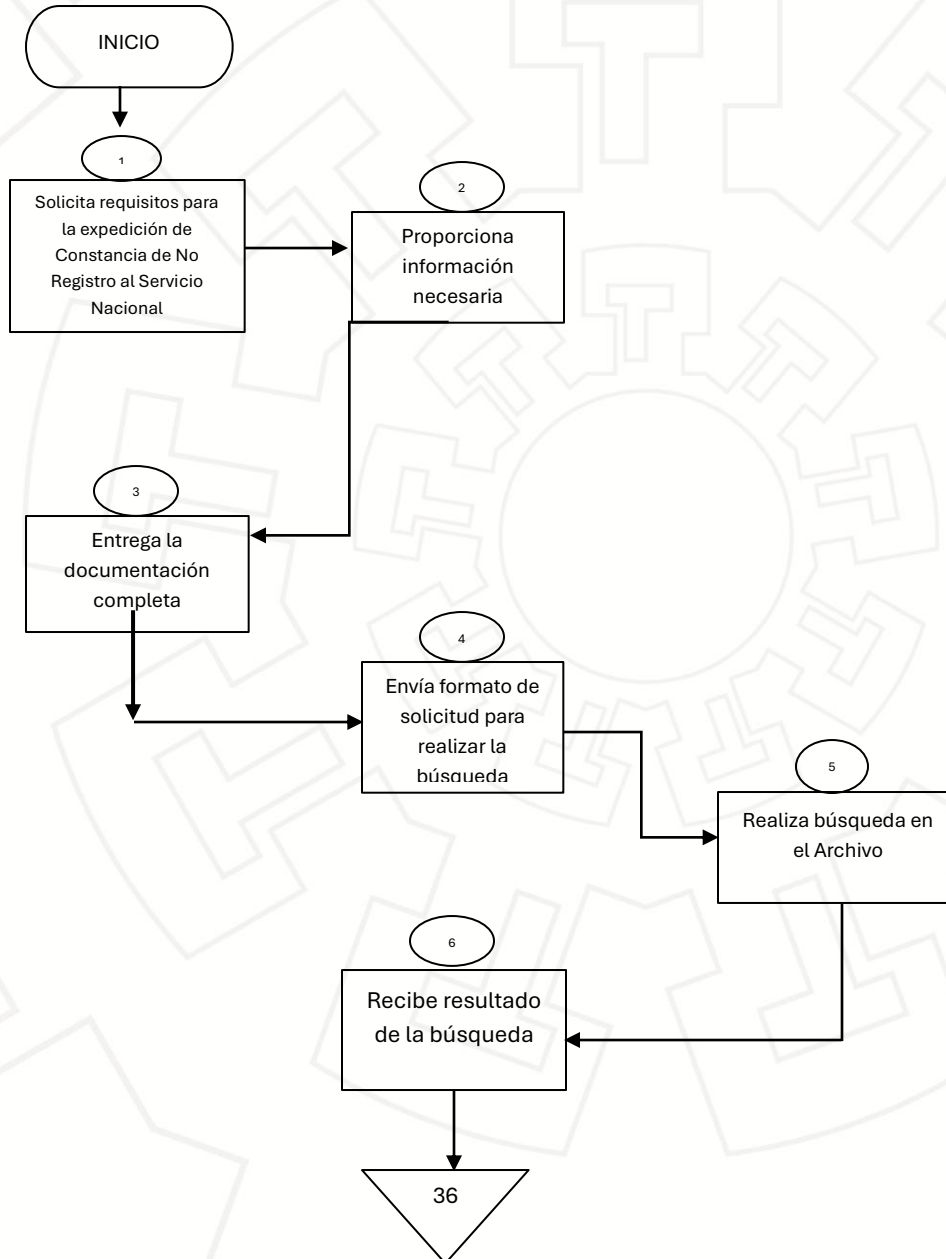 INICIO
1
Solicita requisitos para
la expedición de
Constancia de No
Registro al Servicio
Nacional
2
Proporciona
información
necesaria
3
Entrega la
documentación
completa
4
Envía formato de
solicitud para
realizar la
búsqueda
5
Realiza búsqueda en
el Archivo
6
Recibe resultado
de la búsqueda
36